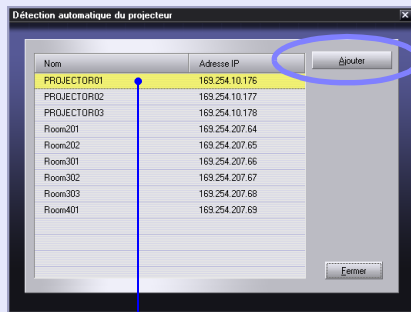 Détection automatique du projecteur
Nom Adresse IP
PROJECTOR01 169.254.10.176
PROJECTOR02 169.254.10.177
PROJECTOR03 169.254.10.178
Room201 169.254.207.64
Room202 169.254.207.65
Room301 169.254.207.66
Room302 169.254.207.67
Room303 169.254.207.68
Room401 169.254.207.69
Ajouter
Fermer